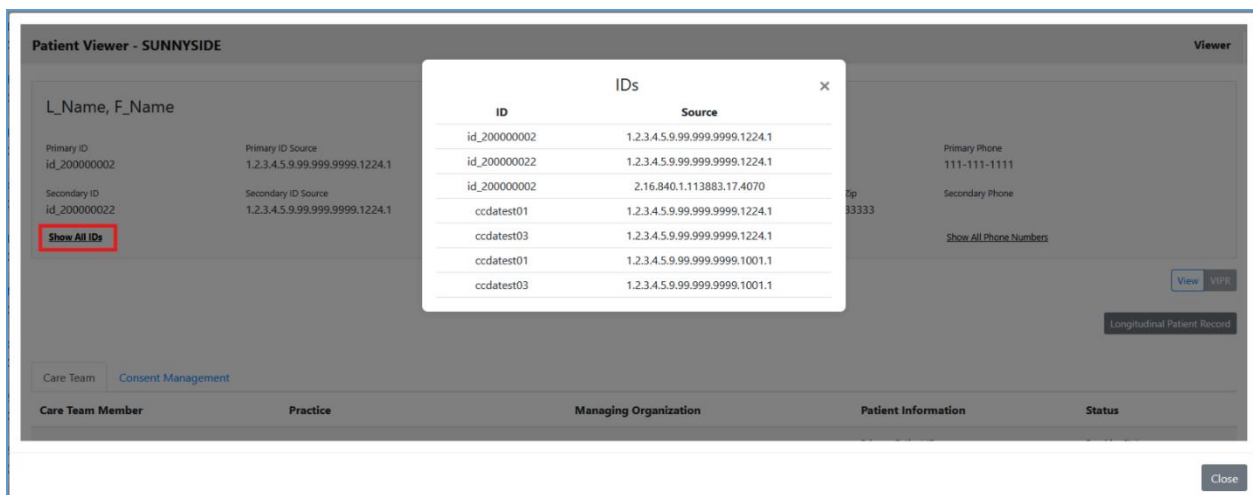 Patient Viewer - SUNNYSIDE Viewer
IDs ×
L_Name, F_Name
ID Source
id_200000002 1.2.3.4.5.9.99.999.9999.1224.1
id_200000022 1.2.3.4.5.9.99.999.9999.1224.1
id_200000002 2.16.840.1.113883.17.4070
ccdatest01 1.2.3.4.5.9.99.999.9999.1224.1
ccdatest03 1.2.3.4.5.9.99.999.9999.1224.1
ccdatest01 1.2.3.4.5.9.99.999.9999.1001.1
ccdatest03 1.2.3.4.5.9.99.999.9999.1001.1
Primary ID Primary ID Source Primary Phone
id_200000002 1.2.3.4.5.9.99.999.9999.1224.1 111-111-1111
Secondary ID Secondary ID Source Zip Secondary Phone
id_200000022 1.2.3.4.5.9.99.999.9999.1224.1 33333
Show All IDs Show All Phone Numbers
View VIPR
Longitudinal Patient Record
Care Team Consent Management
Care Team Member Practice Managing Organization Patient Information Status
Close